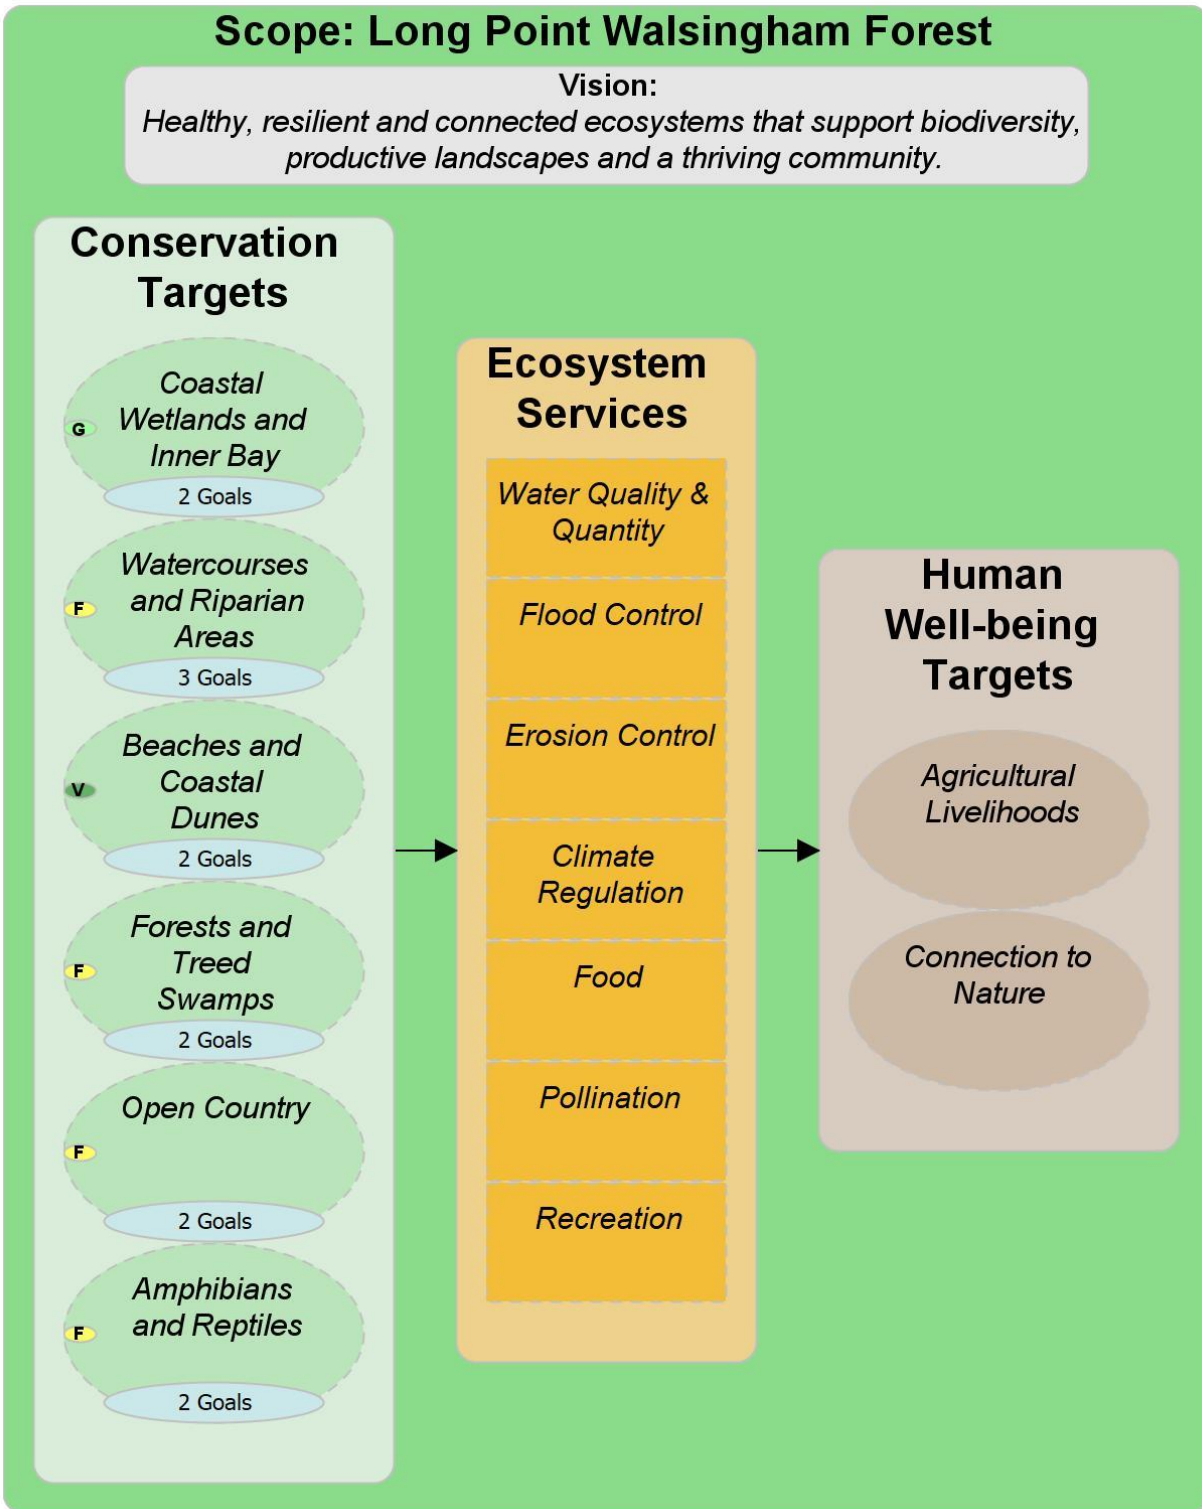 Scope: Long Point Walsingham Forest
Vision:
Healthy, resilient and connected ecosystems that support biodiversity,
productive landscapes and a thriving community.
Conservation
Targets
Coastal
Wetlands and
Inner Bay
G
2 Goals
Watercourses
and Riparian
Areas
F
3 Goals
Beaches and
Coastal
Dunes
V
2 Goals
Forests and
Treed
Swamps
F
2 Goals
Open Country
F
2 Goals
Amphibians
and Reptiles
F
2 Goals
Ecosystem
Services
Water Quality &
Quantity
Flood Control
Erosion Control
Climate
Regulation
Food
Pollination
Recreation
Human
Well-being
Targets
Agricultural
Livelihoods
Connection to
Nature